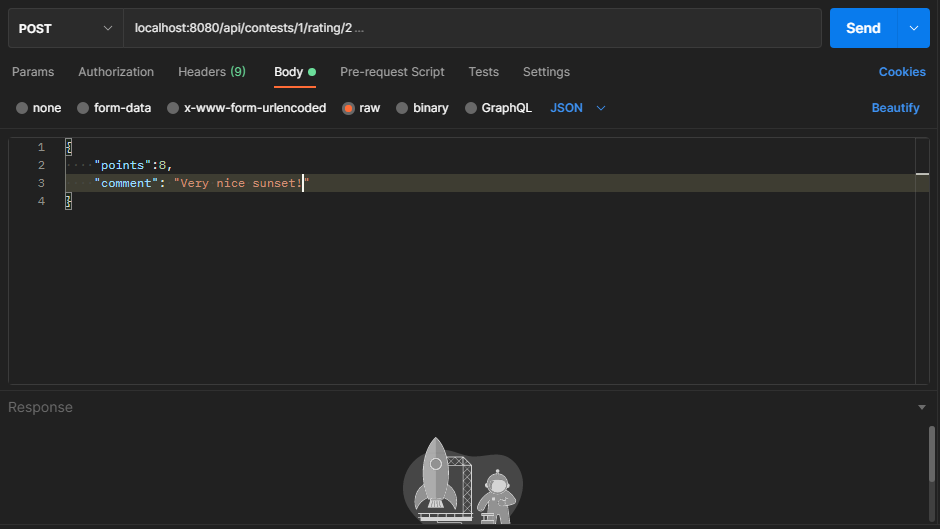 POST localhost:8080/api/contests/1/rating/2 ... Send
Params Authorization Headers (9) Body Pre-request Script Tests Settings Cookies
none form-data x-www-form-urlencoded raw binary GraphQL JSON Beautify
1 {
2 "points":8,
3 "comment": "Very nice sunset!"
4 }
Response